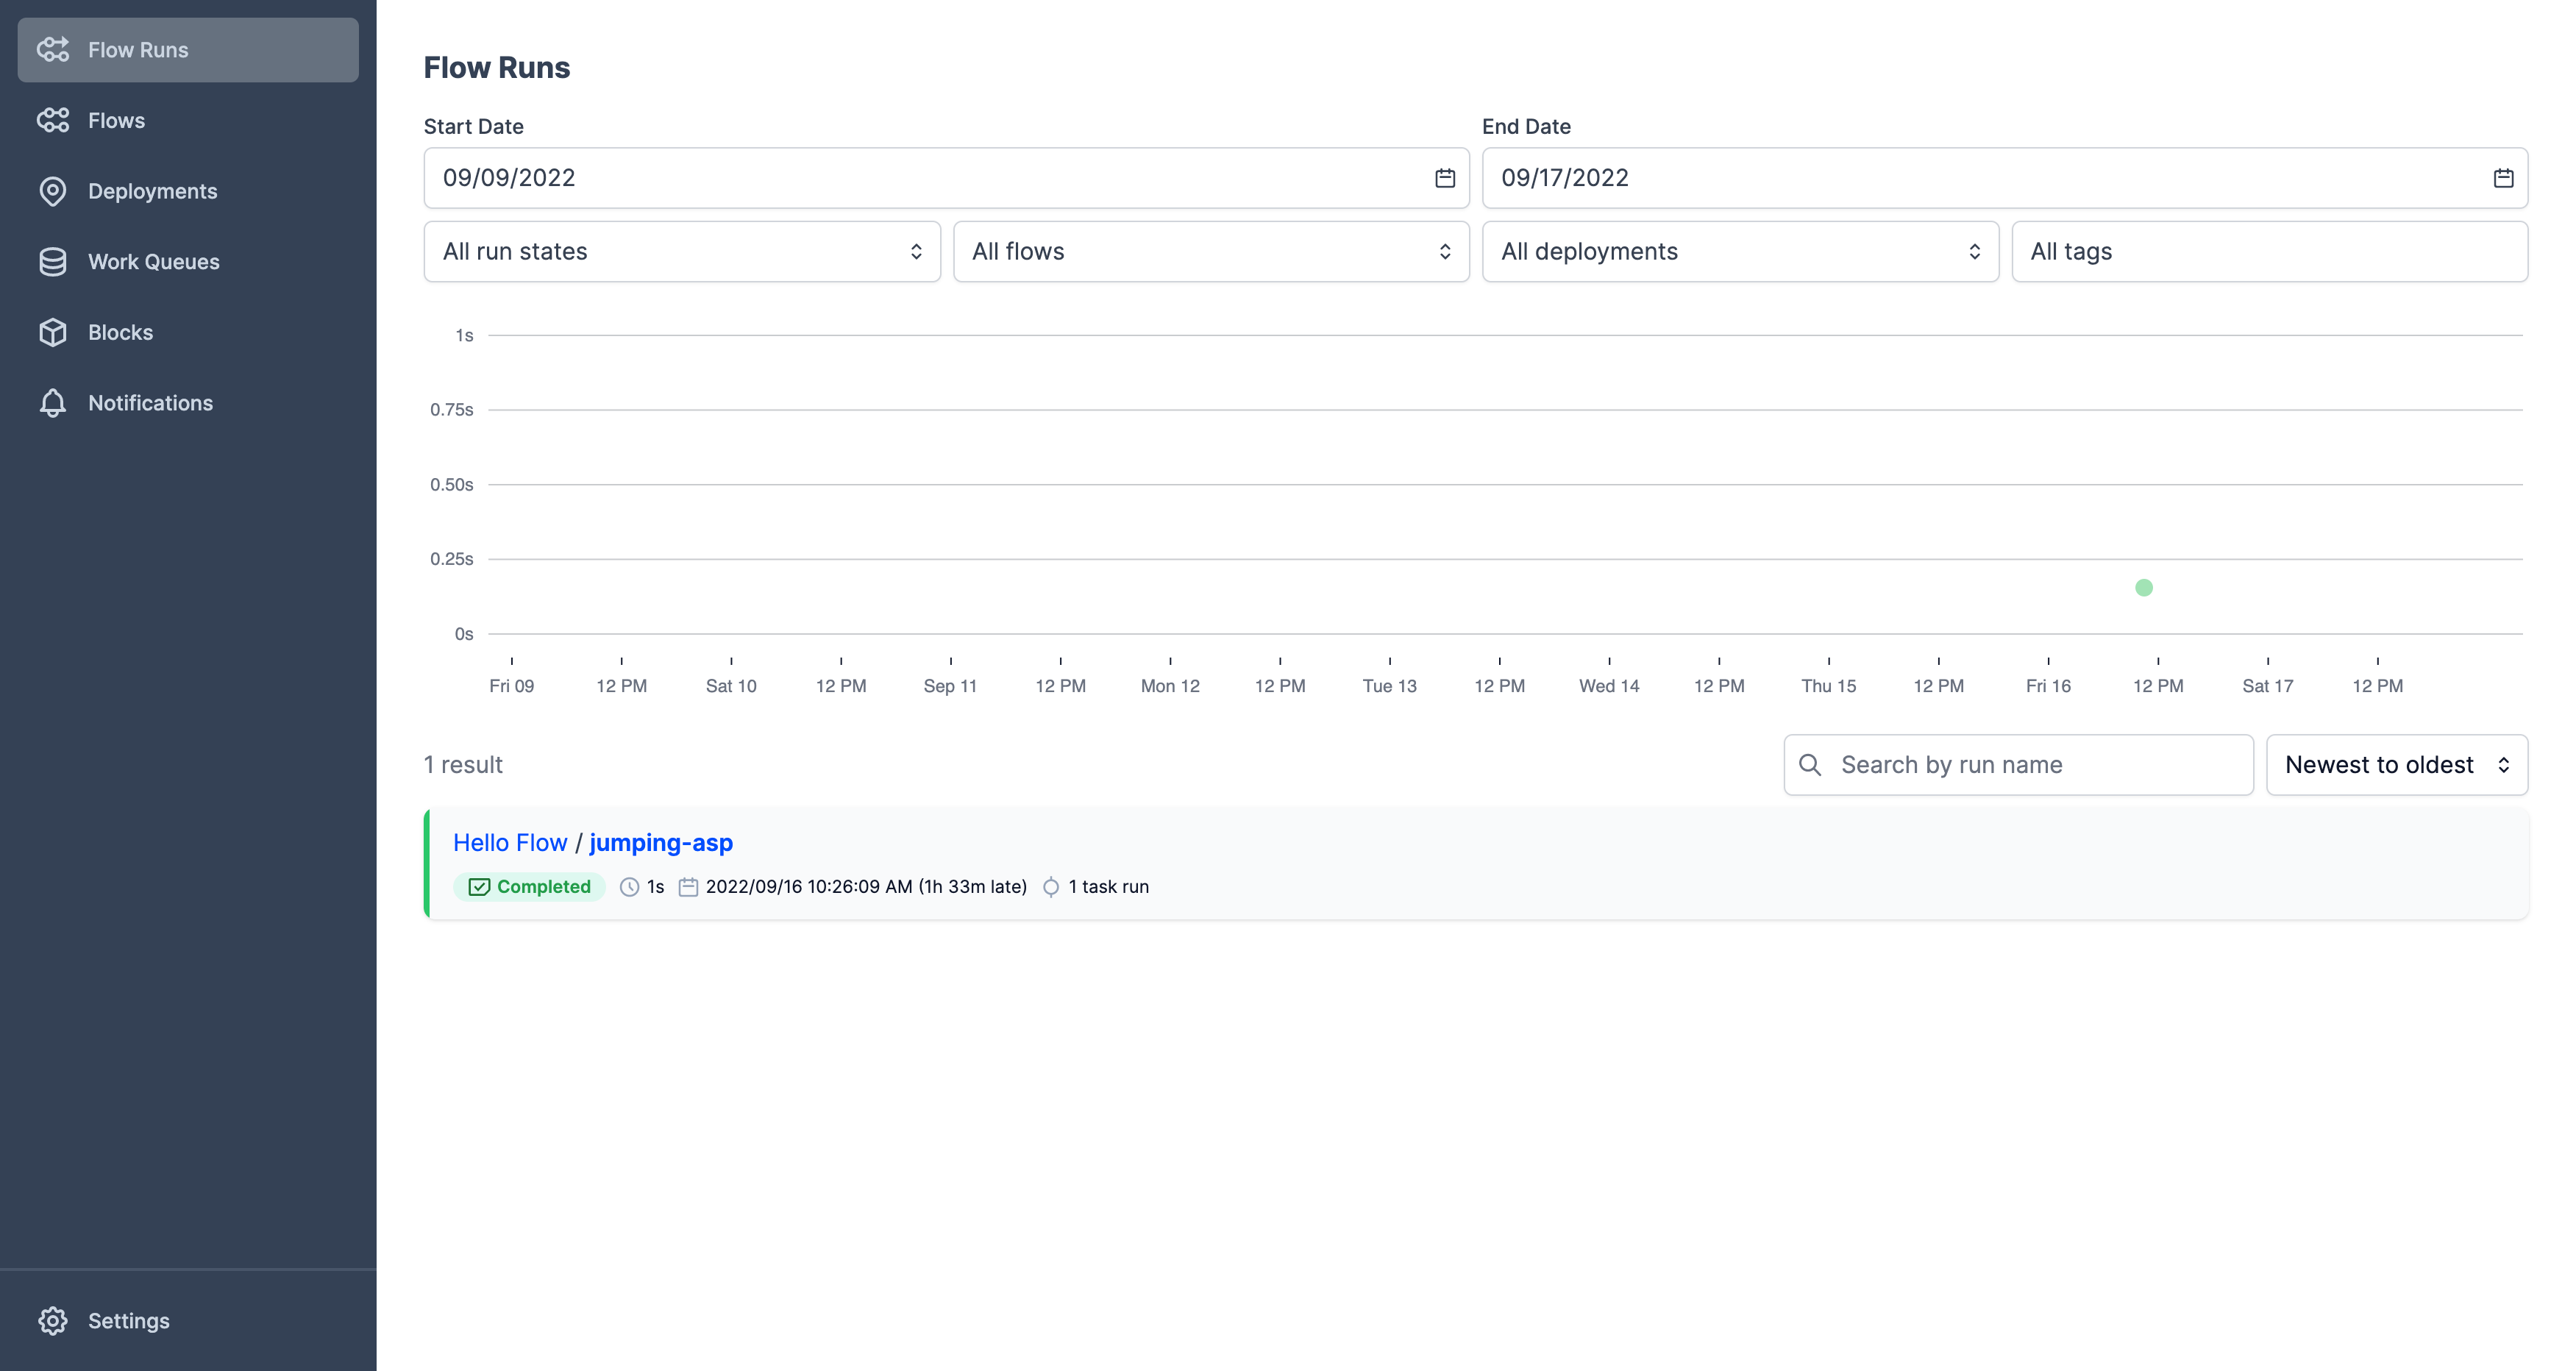 Flow Runs
Flows
Deployments
Work Queues
Blocks
Notifications
Settings
Flow Runs
Start Date
End Date
09/09/2022
09/17/2022
All run states
All flows
All deployments
All tags
1s
0.75s
0.50s
0.25s
0s
Fri 09 12 PM Sat 10 12 PM Sep 11 12 PM Mon 12 12 PM Tue 13 12 PM Wed 14 12 PM Thu 15 12 PM Fri 16 12 PM Sat 17 12 PM
1 result
Search by run name
Newest to oldest
Hello Flow / jumping-asp
Completed 1s 2022/09/16 10:26:09 AM (1h 33m late) 1 task run